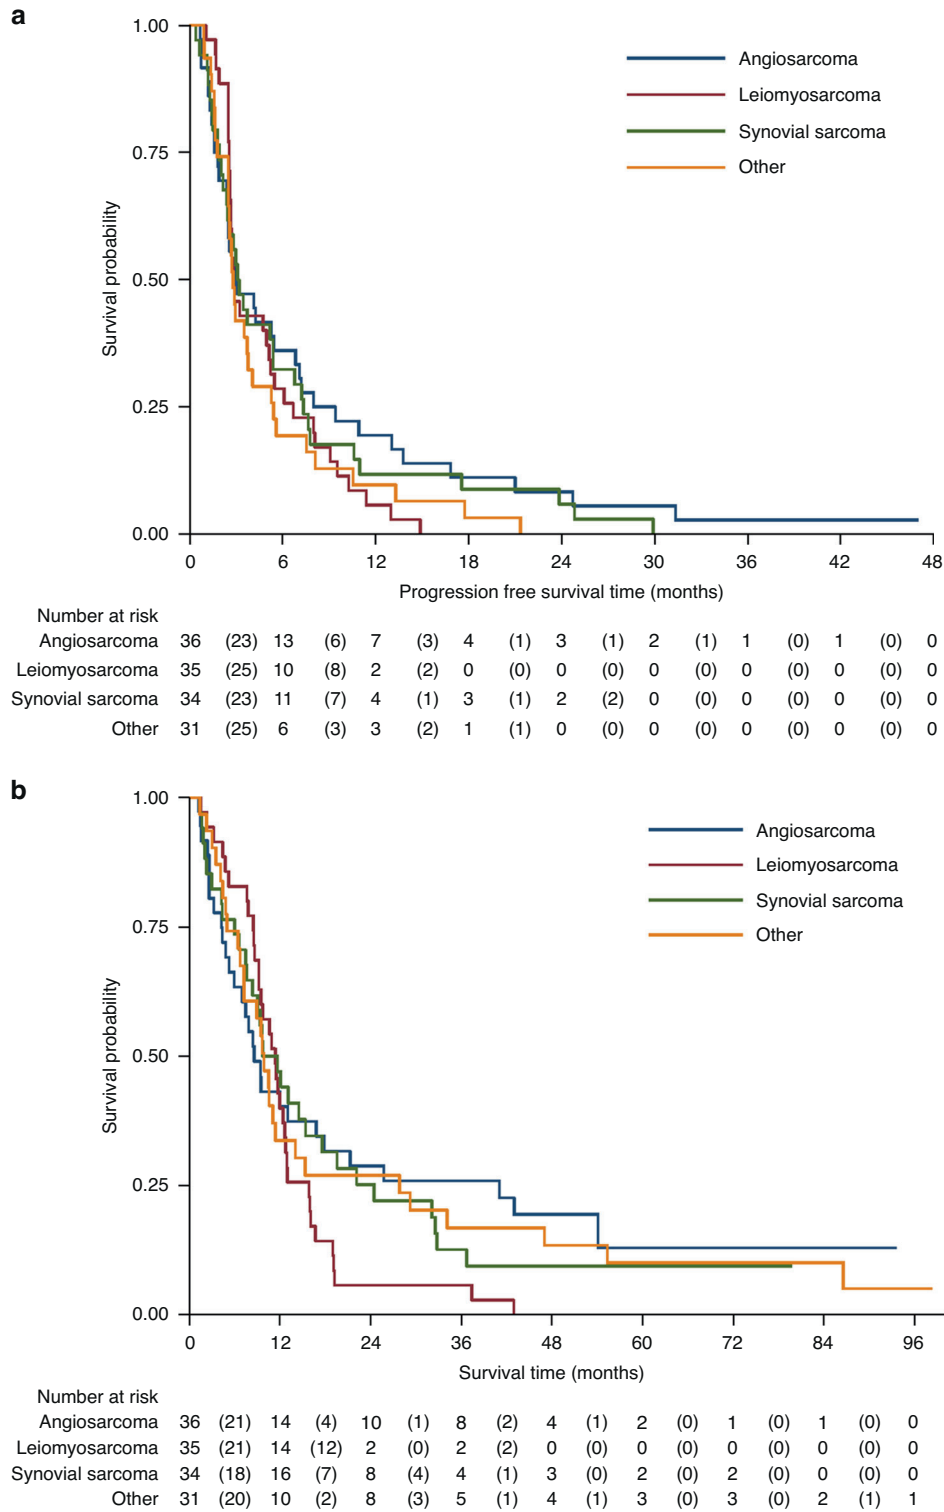 a
1.00
0.75
0.50
0.25
0.00
Survival probability
Angiosarcoma
Leiomyosarcoma
Synovial sarcoma
Other
0 6 12 18 24 30 36 42 48
Progression free survival time (months)
Number at risk
Angiosarcoma 36 (23) 13 (6) 7 (3) 4 (1) 3 (1) 2 (1) 1 (0) 1 (0) 0
Leiomyosarcoma 35 (25) 10 (8) 2 (2) 0 (0) 0 (0) 0 (0) 0 (0) 0 (0) 0
Synovial sarcoma 34 (23) 11 (7) 4 (1) 3 (1) 2 (2) 0 (0) 0 (0) 0 (0) 0
Other 31 (25) 6 (3) 3 (2) 1 (1) 0 (0) 0 (0) 0 (0) 0 (0) 0
b
1.00
0.75
0.50
0.25
0.00
Survival probability
Angiosarcoma
Leiomyosarcoma
Synovial sarcoma
Other
0 12 24 36 48 60 72 84 96
Survival time (months)
Number at risk
Angiosarcoma 36 (21) 14 (4) 10 (1) 8 (2) 4 (1) 2 (0) 1 (0) 1 (0) 0
Leiomyosarcoma 35 (21) 14 (12) 2 (0) 2 (2) 0 (0) 0 (0) 0 (0) 0 (0) 0
Synovial sarcoma 34 (18) 16 (7) 8 (4) 4 (1) 3 (0) 2 (0) 2 (0) 0 (0) 0
Other 31 (20) 10 (2) 8 (3) 5 (1) 4 (1) 3 (0) 3 (0) 2 (1) 1